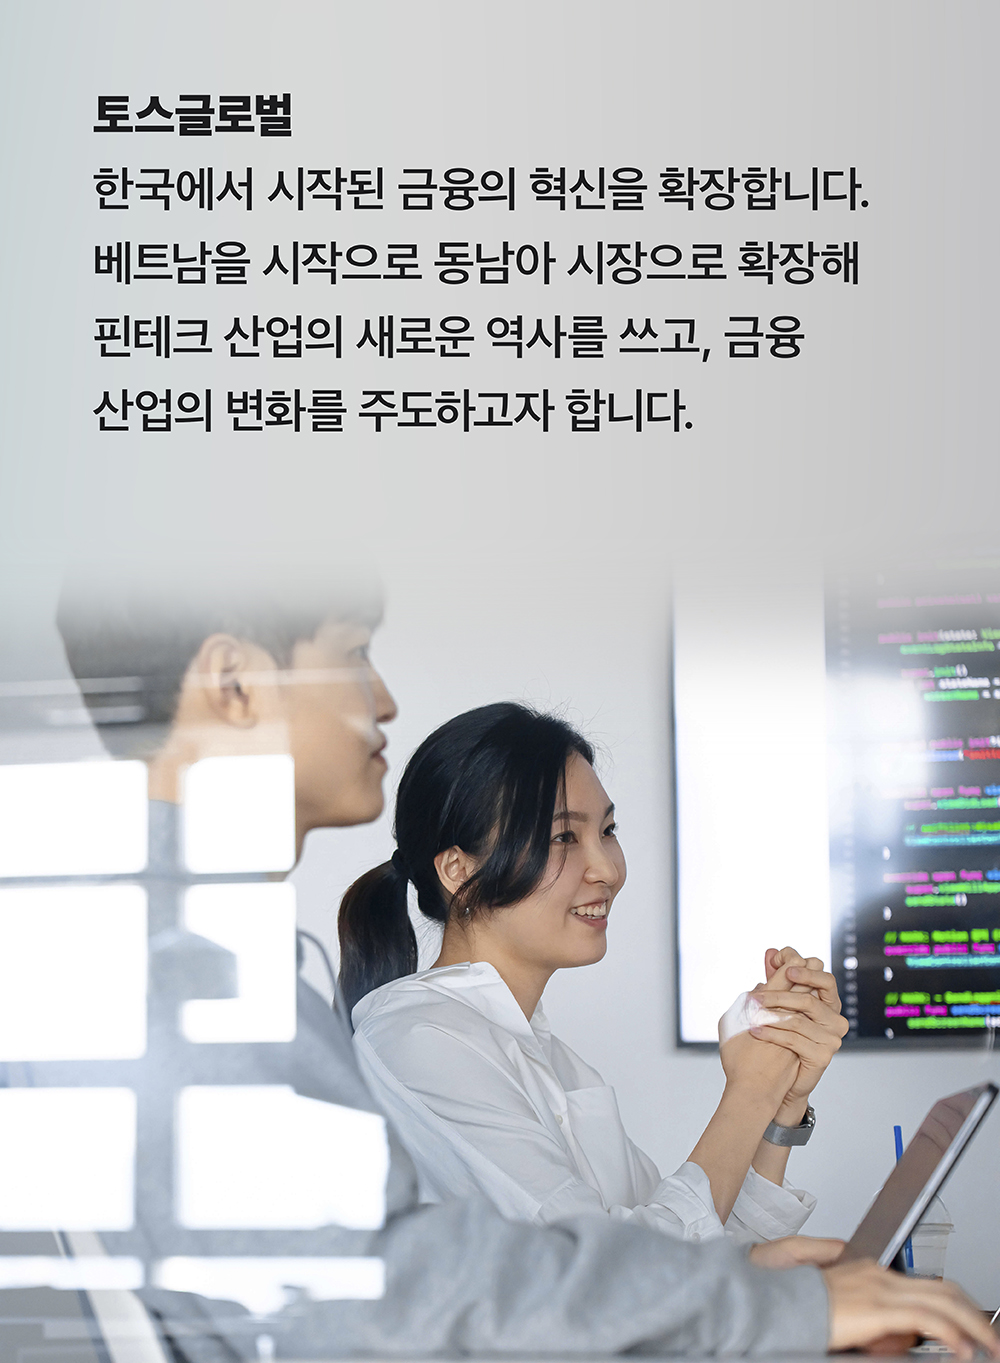 토스글로벌
한국에서 시작된 금융의 혁신을 확장합니다.
베트남을 시작으로 동남아 시장으로 확장해
핀테크 산업의 새로운 역사를 쓰고, 금융
산업의 변화를 주도하고자 합니다.